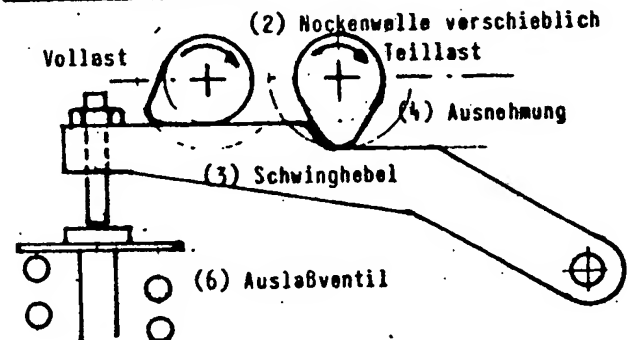 (2) Nockenwelle verschieblich
Vollast
Teillast
(4) Ausnehmung
(3) Schwinghebel
(6) Auslaßventil